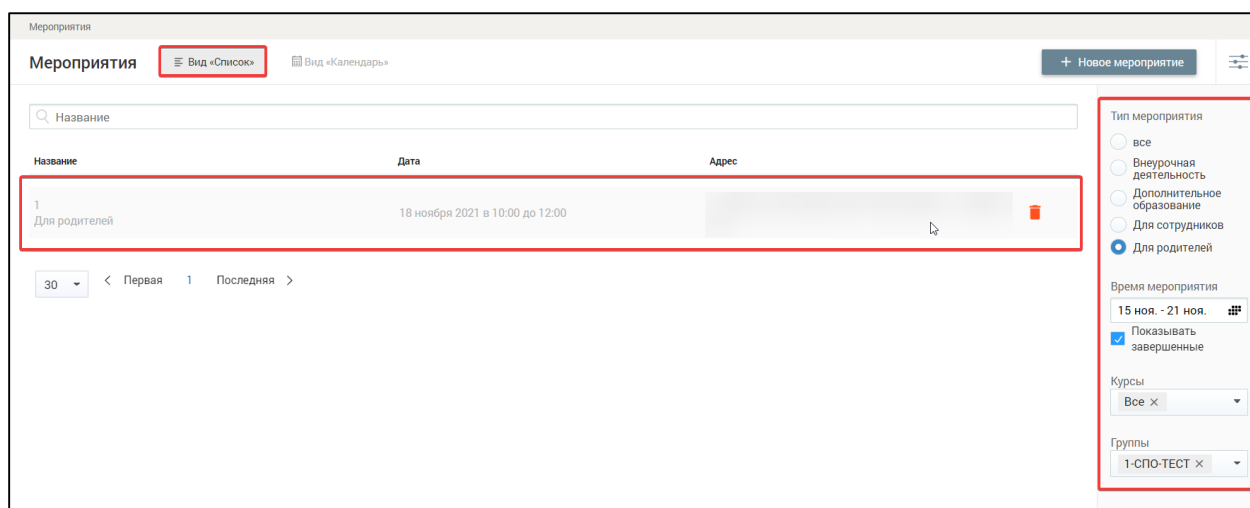 Мероприятия
Мероприятия
Вид «Список»
Вид «Календарь»
+ Новое мероприятие
Название
Название Дата Адрес
1
Для родителей
18 ноября 2021 в 10:00 до 12:00
30 < Первая 1 Последняя >
Тип мероприятия
все
Внеурочная
деятельность
Дополнительное
образование
Для сотрудников
Для родителей
Время мероприятия
15 ноя. - 21 ноя.
Показывать
завершенные
Курсы
Все ×
Группы
1-СПО-ТЕСТ ×